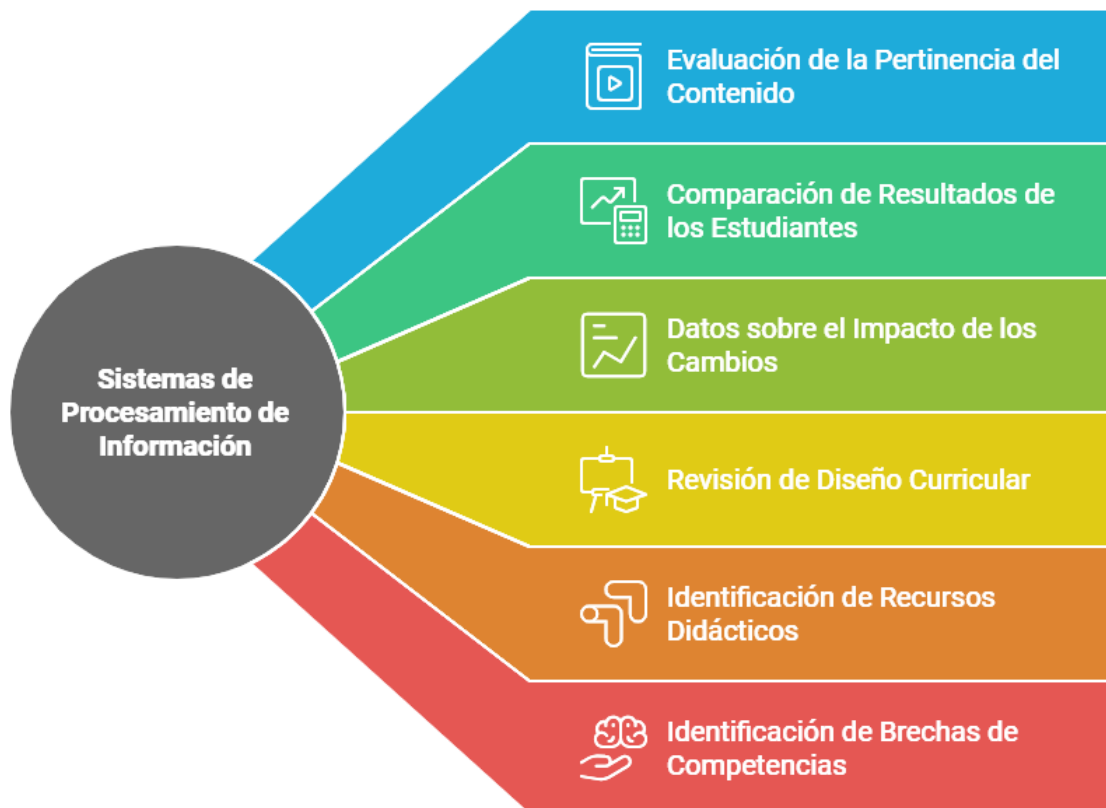 Evaluación de la Pertinencia del
Contenido
Comparación de Resultados de
los Estudiantes
Datos sobre el Impacto de los
Cambios
Sistemas de
Procesamiento de
Información
Revisión de Diseño Curricular
Identificación de Recursos
Didácticos
Identificación de Brechas de
Competencias